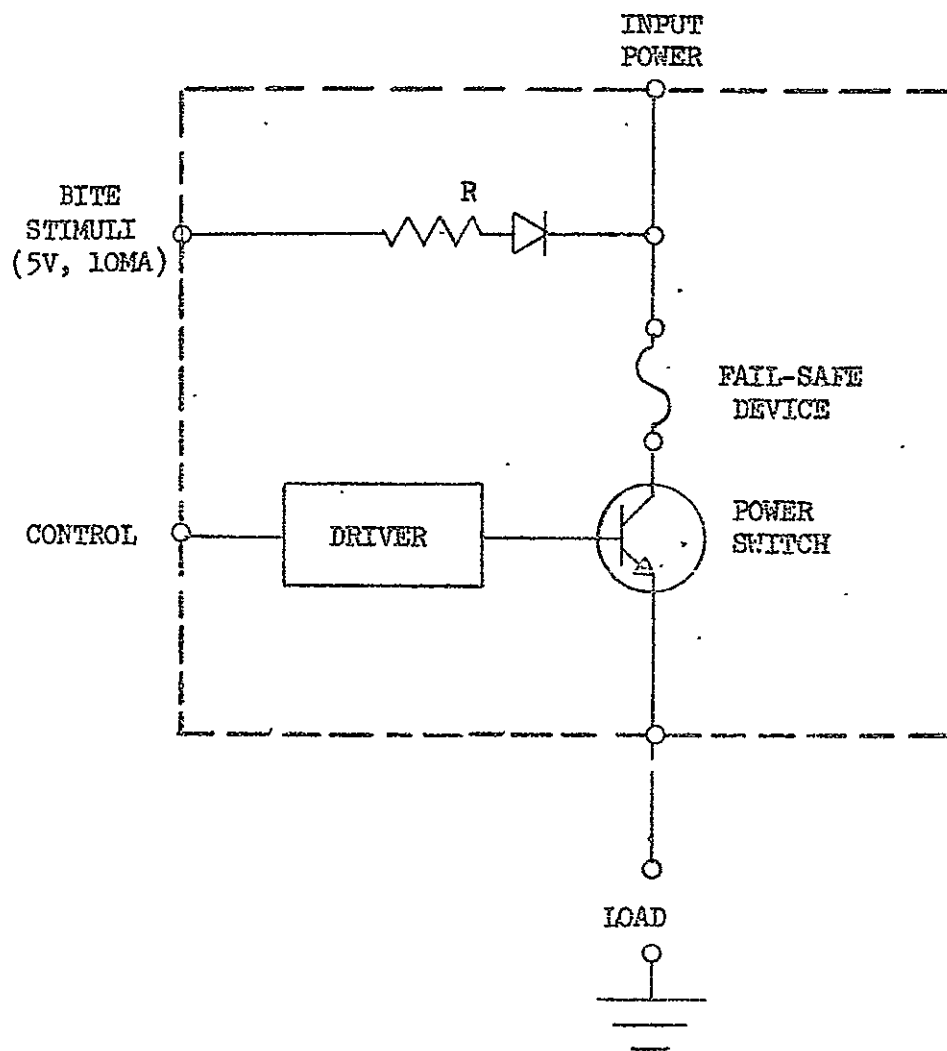 INPUT
POWER
R
BITE
STIMULI
(5V, 10MA)
FAIL-SAFE
DEVICE
CONTROL
DRIVER
POWER
SWITCH
LOAD